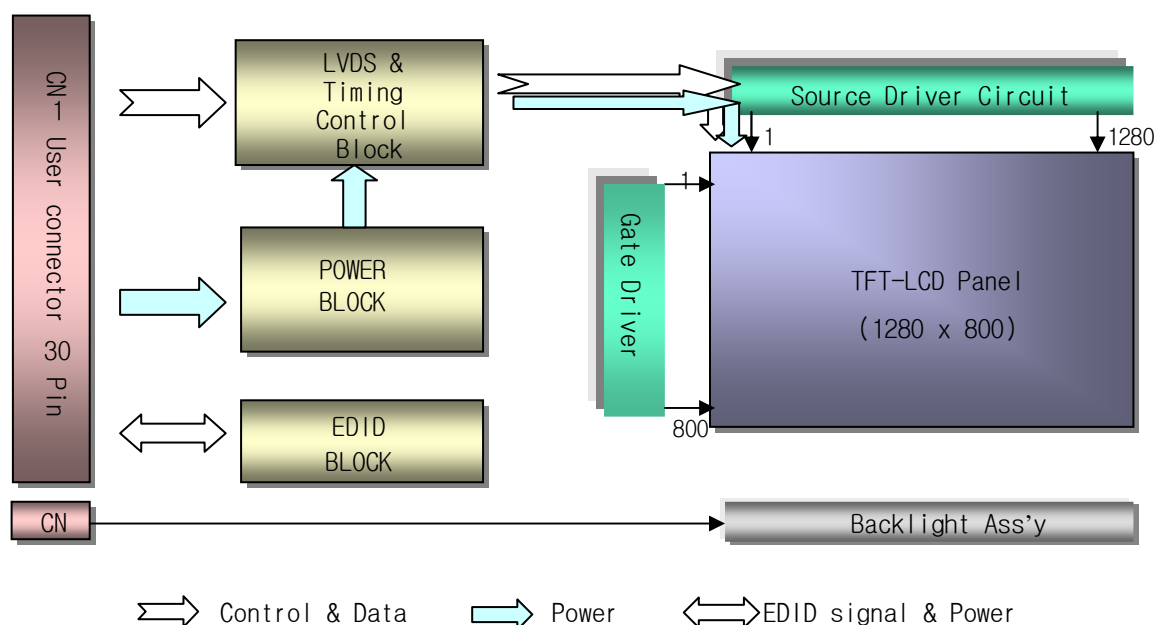 CN-1 User connector 30 Pin
LVDS &
Timing
Control
Block
POWER
BLOCK
EDID
BLOCK
Source Driver Circuit
1
1280
Gate Driver
1
800
TFT-LCD Panel
(1280 x 800)
CN
Backlight Ass'y
Control & Data
Power
EDID signal & Power